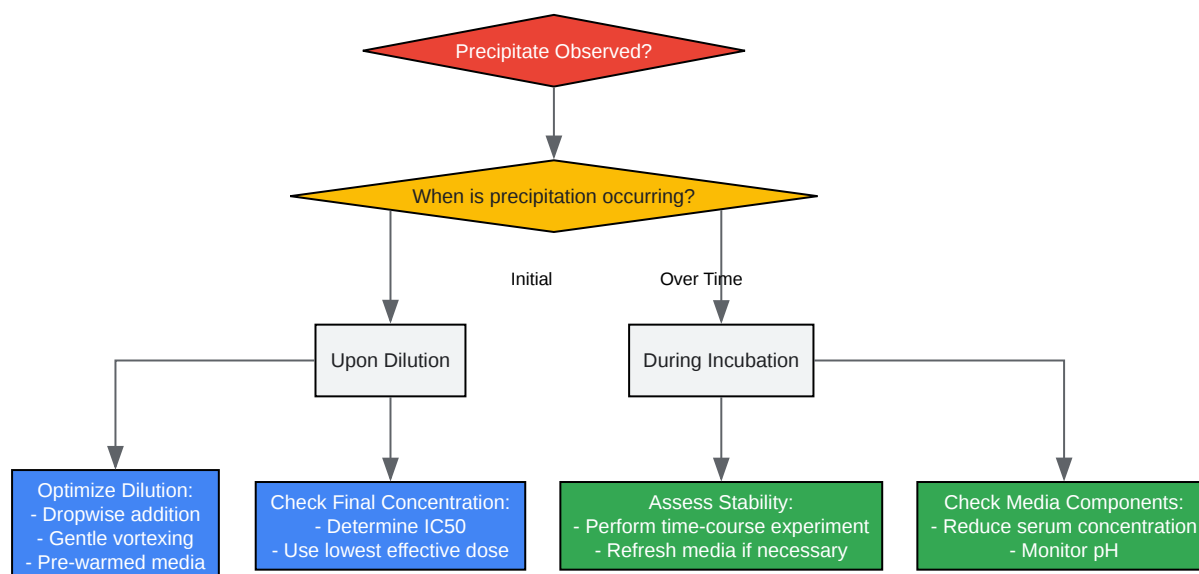 Precipitate Observed?
When is precipitation occurring?
Initial
Over Time
Upon Dilution
During Incubation
Optimize Dilution:
- Dropwise addition
- Gentle vortexing
- Pre-warmed media
Check Final Concentration:
- Determine IC50
- Use lowest effective dose
Assess Stability:
- Perform time-course experiment
- Refresh media if necessary
Check Media Components:
- Reduce serum concentration
- Monitor pH